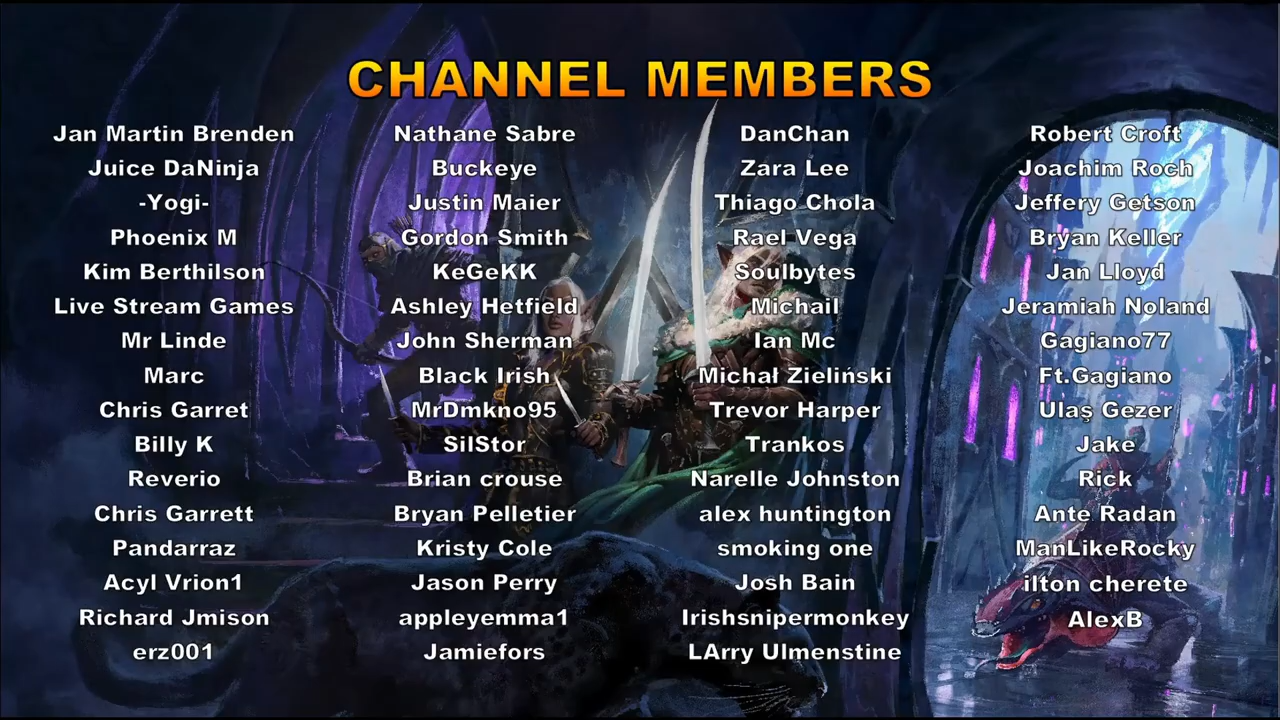 CHANNEL MEMBERS
Jan Martin Brenden
Juice DaNinja
-Yogi-
Phoenix M
Kim Berthilson
Live Stream Games
Mr Linde
Marc
Chris Garret
Billy K
Reverio
Chris Garrett
Pandarraz
Acyl Vrion1
Richard Jmison
erz001
Nathane Sabre
Buckeye
Justin Maier
Gordon Smith
KeGeKK
Ashley Hetfield
John Sherman
Black Irish
MrDmkno95
SilStor
Brian crouse
Bryan Pelletier
Kristy Cole
Jason Perry
appleyemma1
Jamiefors
DanChan
Zara Lee
Thiago Chola
Rael Vega
Soulbytes
Michail
Ian Mc
Michał Zieliński
Trevor Harper
Trankos
Narelle Johnston
alex huntington
smoking one
Josh Bain
Irishsnipermonkey
LArry Ulmenstine
Robert Croft
Joachim Roch
Jeffery Getson
Bryan Keller
Jan Lloyd
Jeramiah Noland
Gagiano77
Ft.Gagiano
Ulaş Gezer
Jake
Rick
Ante Radan
ManLikeRocky
ilton cherete
AlexB